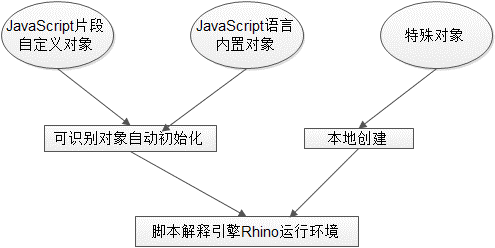 JavaScript片段
自定义对象
JavaScript语言
内置对象
特殊对象
可识别对象自动初始化
本地创建
脚本解释引擎Rhino运行环境